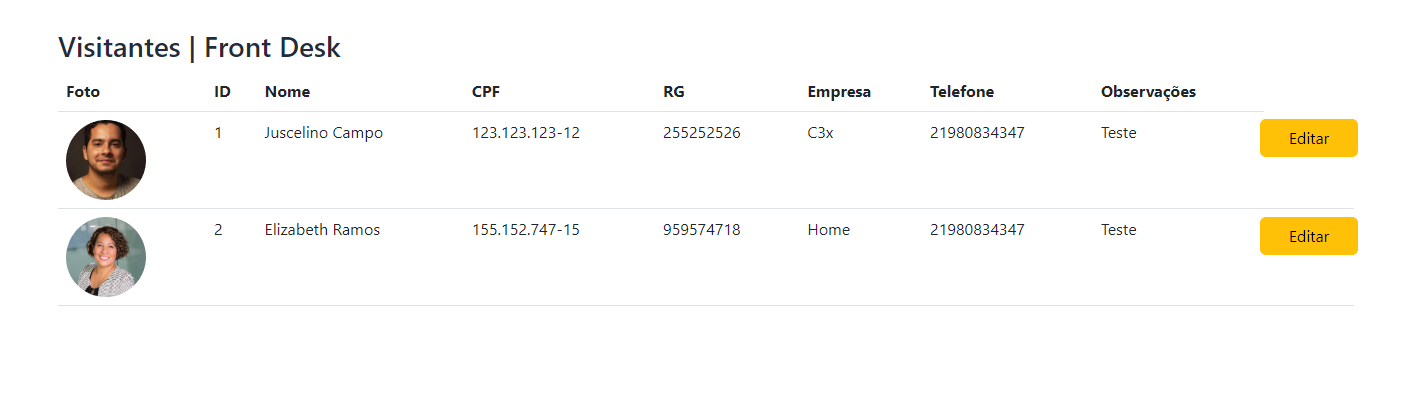 Visitantes | Front Desk
Foto ID Nome CPF RG Empresa Telefone Observações
1 Juscelino Campo 123.123.123-12 255252526 C3x 21980834347 Teste Editar
2 Elizabeth Ramos 155.152.747-15 959574718 Home 21980834347 Teste Editar